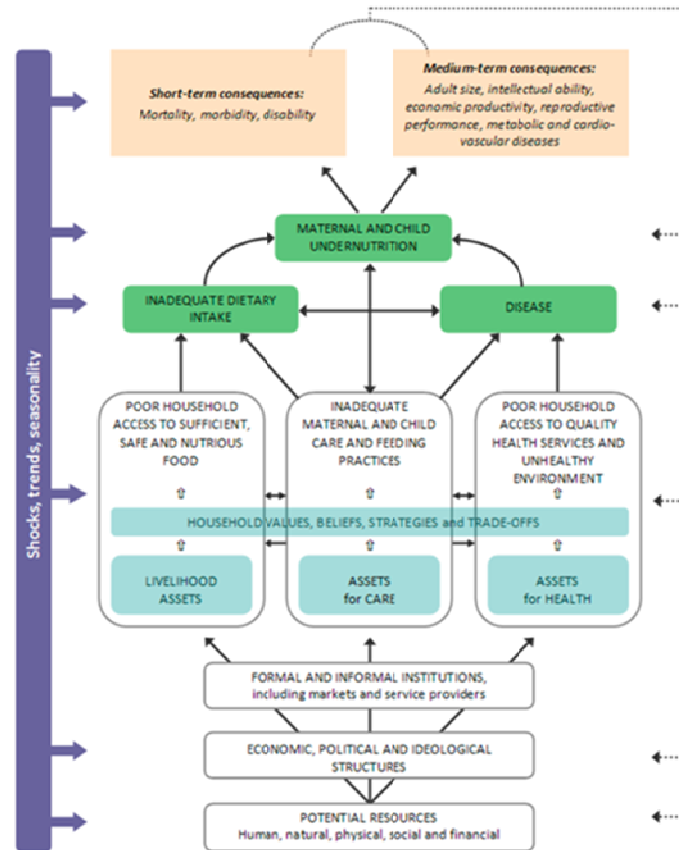 Shocks, trends, seasonality
Short-term consequences:
Mortality, morbidity, disability
Medium-term consequences:
Adult size, intellectual ability,
economic productivity, reproductive
performance, metabolic and cardio-
vascular diseases
MATERNAL AND CHILD
UNDERNUTRITION
INADEQUATE DIETARY
INTAKE
DISEASE
POOR HOUSEHOLD
ACCESS TO SUFFICIENT,
SAFE AND NUTRITIOUS
FOOD
INADEQUATE
MATERNAL AND CHILD
CARE AND FEEDING
PRACTICES
POOR HOUSEHOLD
ACCESS TO QUALITY
HEALTH SERVICES AND
UNHEALTHY
ENVIRONMENT
HOUSEHOLD VALUES, BELIEFS, STRATEGIES and TRADE-OFFS
LIVELIHOOD
ASSETS
ASSETS
for CARE
ASSETS
for HEALTH
FORMAL AND INFORMAL INSTITUTIONS,
including markets and service providers
ECONOMIC, POLITICAL AND IDEOLOGICAL
STRUCTURES
POTENTIAL RESOURCES
Human, natural, physical, social and financial